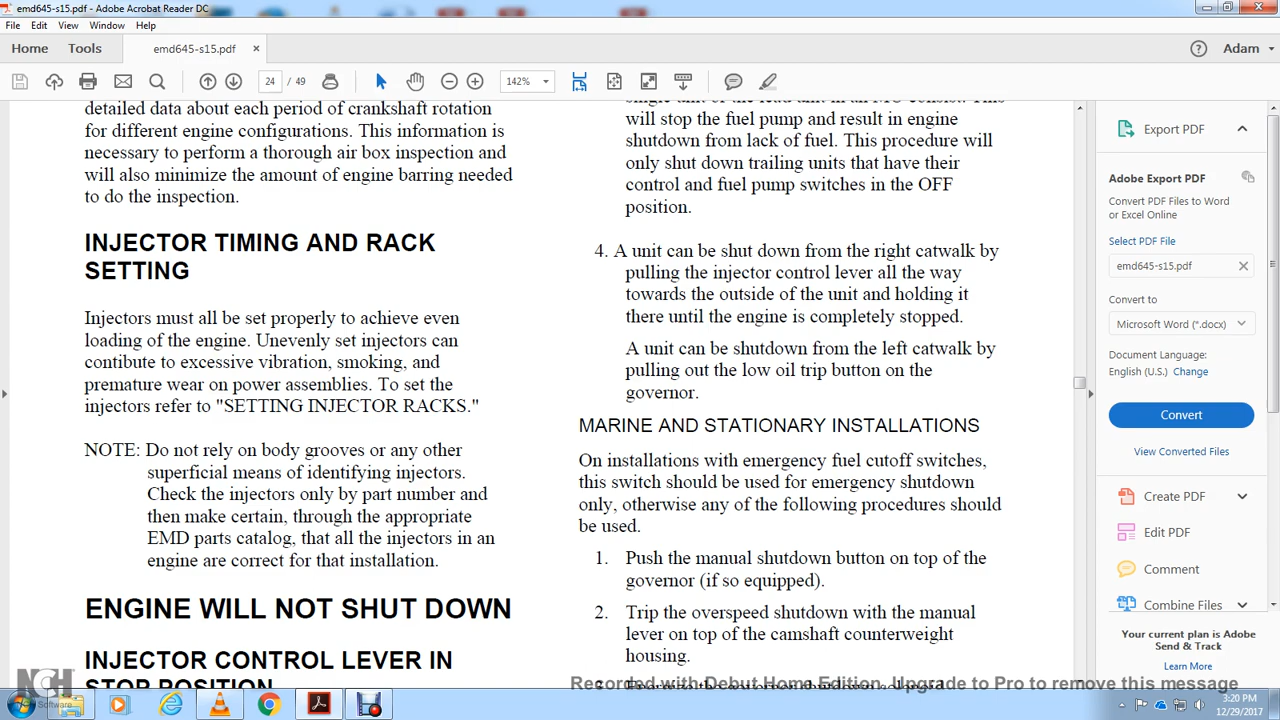 emd645-s15.pdf - Adobe Acrobat Reader DC
File Edit View Window Help
Home Tools emd645-s15.pdf × Adam
24 / 49 142%
detailed data about each period of crankshaft rotation
for different engine configurations. This information is
necessary to perform a thorough air box inspection and
will also minimize the amount of engine barring needed
to do the inspection.
INJECTOR TIMING AND RACK
SETTING
Injectors must all be set properly to achieve even
loading of the engine. Unevenly set injectors can
contibute to excessive vibration, smoking, and
premature wear on power assemblies. To set the
injectors refer to "SETTING INJECTOR RACKS."
NOTE: Do not rely on body grooves or any other
superficial means of identifying injectors.
Check the injectors only by part number and
then make certain, through the appropriate
EMD parts catalog, that all the injectors in an
engine are correct for that installation.
ENGINE WILL NOT SHUT DOWN
INJECTOR CONTROL LEVER IN
STOP POSITION
single unit or the lead unit in an MU consist. This
will stop the fuel pump and result in engine
shutdown from lack of fuel. This procedure will
only shut down trailing units that have their
control and fuel pump switches in the OFF
position.
4. A unit can be shut down from the right catwalk by
pulling the injector control lever all the way
towards the outside of the unit and holding it
there until the engine is completely stopped.
A unit can be shutdown from the left catwalk by
pulling out the low oil trip button on the
governor.
MARINE AND STATIONARY INSTALLATIONS
On installations with emergency fuel cutoff switches,
this switch should be used for emergency shutdown
only, otherwise any of the following procedures should
be used.
1. Push the manual shutdown button on top of the
governor (if so equipped).
2. Trip the overspeed shutdown with the manual
lever on top of the camshaft counterweight
housing.
Export PDF
Adobe Export PDF
Convert PDF Files to Word
or Excel Online
Select PDF File
emd645-s15.pdf
Convert to
Microsoft Word (*.docx)
Document Language:
English (U.S.) Change
Convert
View Converted Files
Create PDF
Edit PDF
Comment
Combine Files
Your current plan is Adobe
Send & Track
Learn More
NCH
Software
Recorded with Debut Home Edition. Upgrade to Pro to remove this message
3:20 PM
12/29/2017